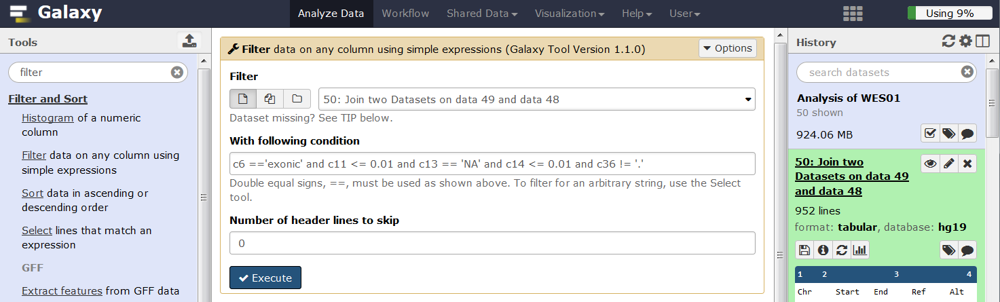 Galaxy
Analyze Data
Workflow
Shared Data
Visualization
Help
User
Using 9%
Tools
filter
Filter and Sort
Histogram of a numeric
column
Filter data on any column using
simple expressions
Sort data in ascending or
descending order
Select lines that match an
expression
GFF
Extract features from GFF data
Filter data on any column using simple expressions (Galaxy Tool Version 1.1.0)
Options
Filter
50: Join two Datasets on data 49 and data 48
Dataset missing? See TIP below.
With following condition
c6 =='exonic' and c11 <= 0.01 and c13 == 'NA' and c14 <= 0.01 and c36 != '.'
Double equal signs, ==, must be used as shown above. To filter for an arbitrary string, use the Select
tool.
Number of header lines to skip
0
Execute
History
search datasets
Analysis of WES01
50 shown
924.06 MB
50: Join two
Datasets on data 49
and data 48
952 lines
format: tabular, database: hg19
1 2 3 4
Chr Start End Ref Alt